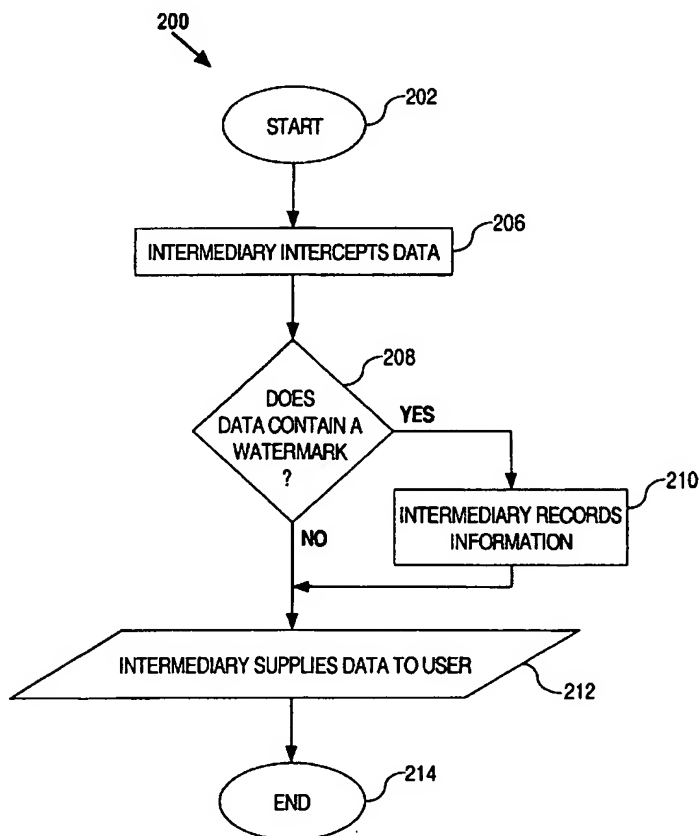 200
202
START
206
INTERMEDIARY INTERCEPTS DATA
208
DOES
DATA CONTAIN A
WATERMARK
?
YES
210
INTERMEDIARY RECORDS
INFORMATION
NO
INTERMEDIARY SUPPLIES DATA TO USER
212
214
END